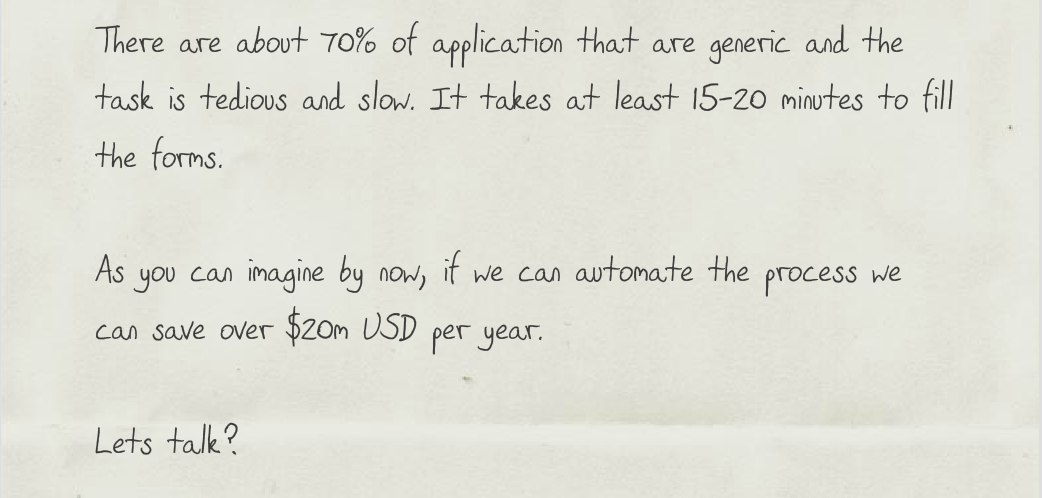 There are about 70% of application that are generic and the
task is tedious and slow. It takes at least 15-20 minutes to fill
the forms.
As you can imagine by now, if we can automate the process we
can save over $20m USD per year.
Lets talk?